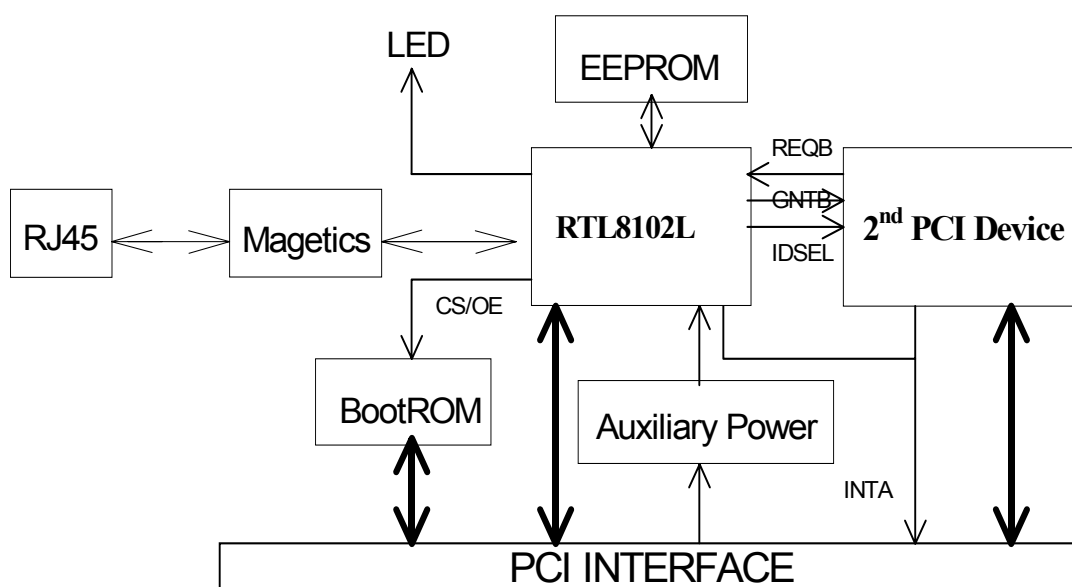 LED
EEPROM
REQB
GNTB
IDSEL
RJ45
Magetics
RTL8102L
2nd PCI Device
CS/OE
BootROM
Auxiliary Power
INTA
PCI INTERFACE